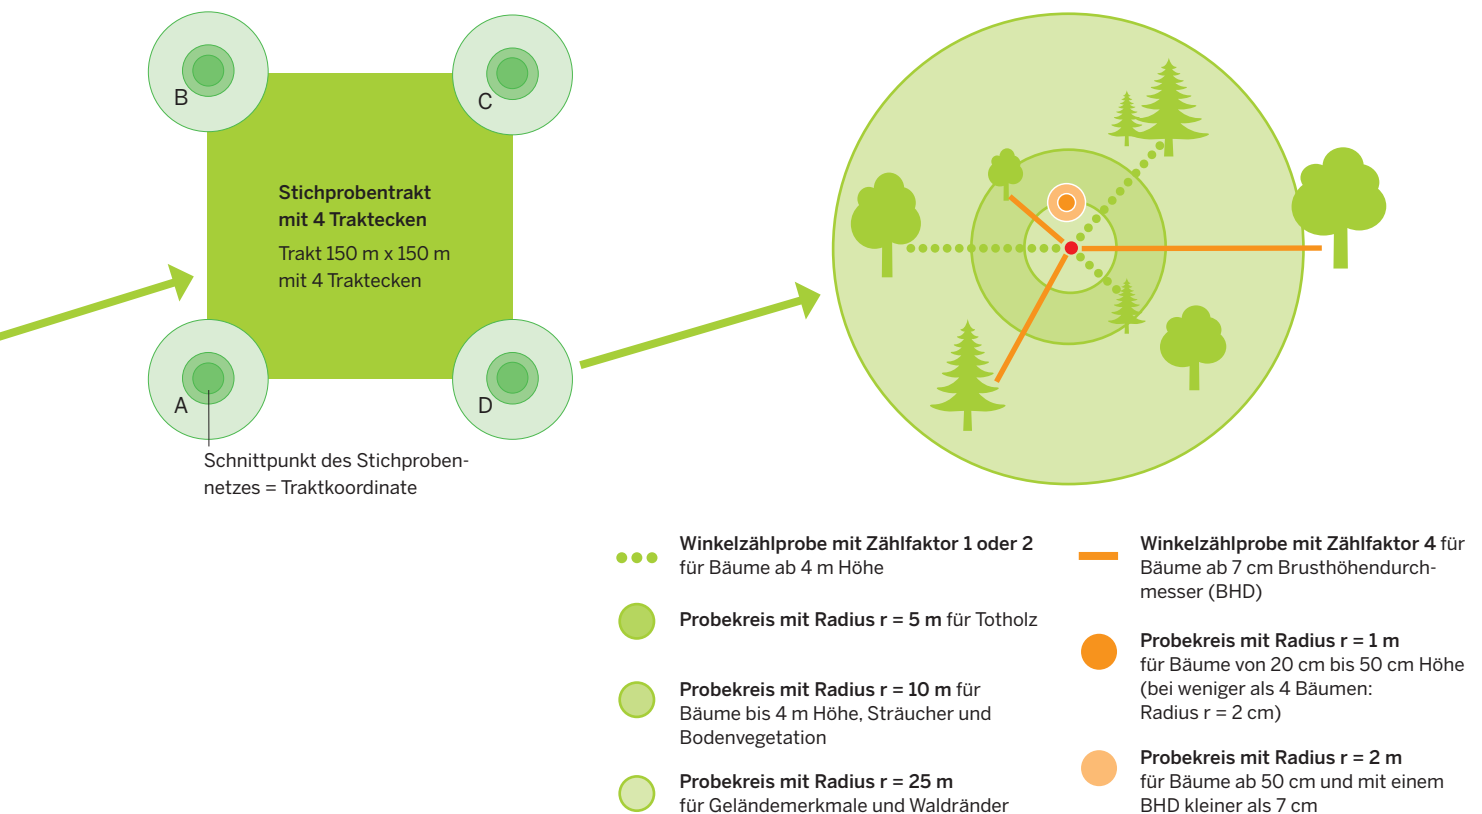 B
C
Stichprobentrakt
mit 4 Traktecken
Trakt 150 m x 150 m
mit 4 Traktecken
A
D
Schnittpunkt des Stichproben-
netzes = Traktkoordinate
Winkelzählprobe mit Zählfaktor 1 oder 2
für Bäume ab 4 m Höhe
Probekreis mit Radius r = 5 m für Totholz
Probekreis mit Radius r = 10 m für
Bäume bis 4 m Höhe, Sträucher und
Bodenvegetation
Probekreis mit Radius r = 25 m
für Geländemerkmale und Waldränder
Winkelzählprobe mit Zählfaktor 4 für
Bäume ab 7 cm Brusthöhendurch-
messer (BHD)
Probekreis mit Radius r = 1 m
für Bäume von 20 cm bis 50 cm Höhe
(bei weniger als 4 Bäumen:
Radius r = 2 cm)
Probekreis mit Radius r = 2 m
für Bäume ab 50 cm und mit einem
BHD kleiner als 7 cm